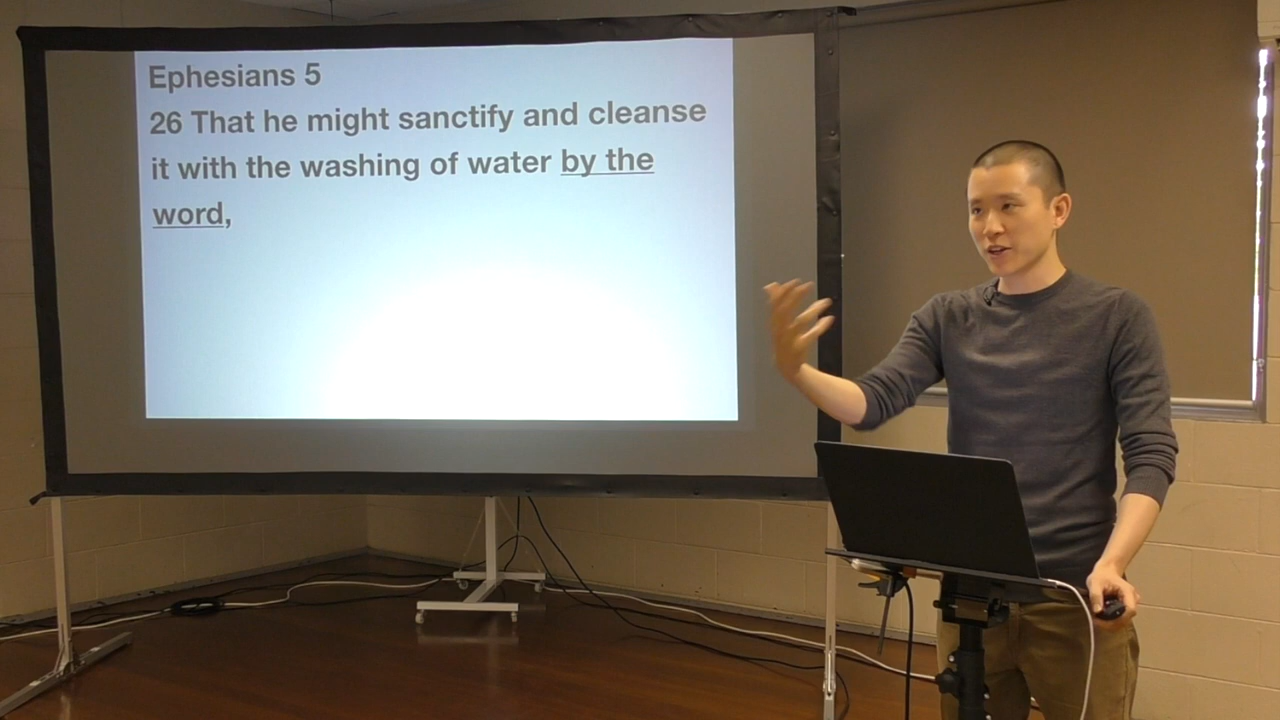 Ephesians 5
26 That he might sanctify and cleanse
it with the washing of water by the
word,